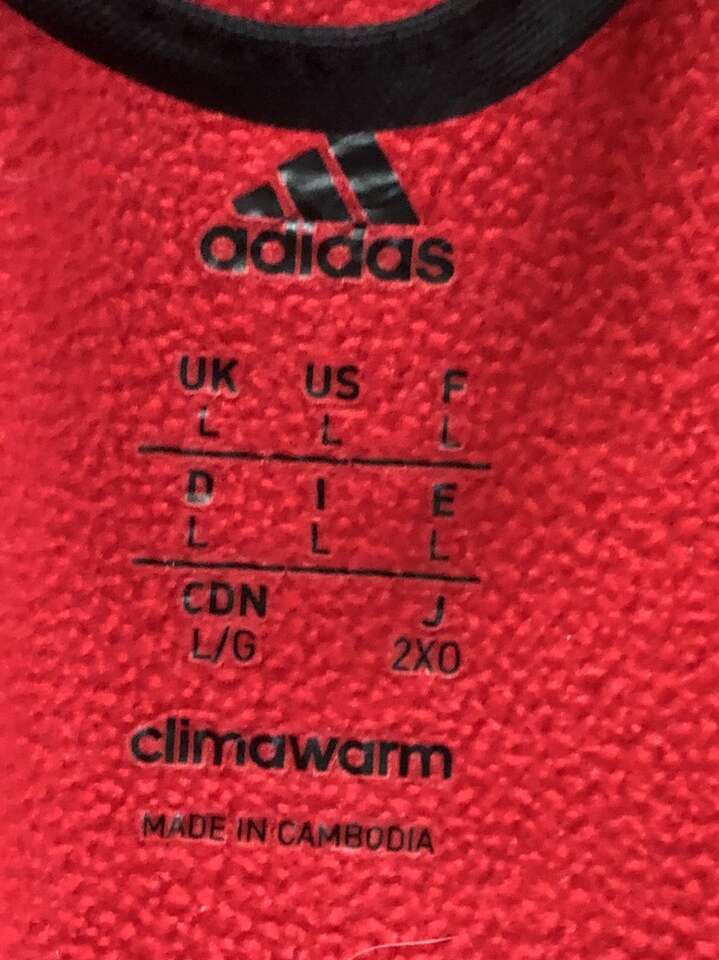 adidas
UK US F
L L L
D I E
L L L
CDN J
L/G 2XO
climawarm
MADE IN CAMBODIA